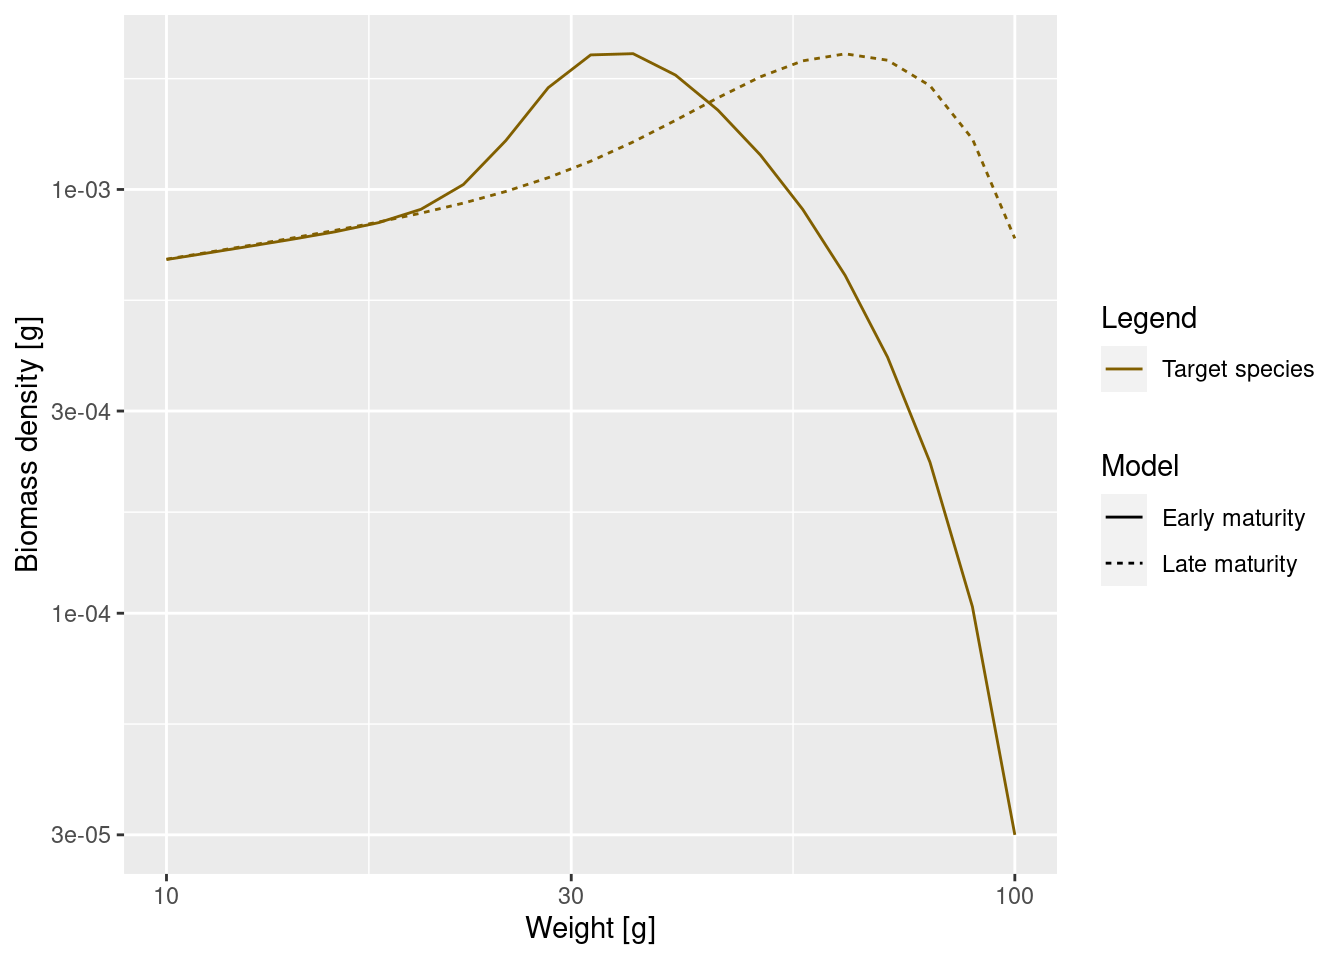 Biomass density [g]
1e-03
3e-04
1e-04
3e-05
10
30
100
Weight [g]
Legend
Target species
Model
Early maturity
Late maturity